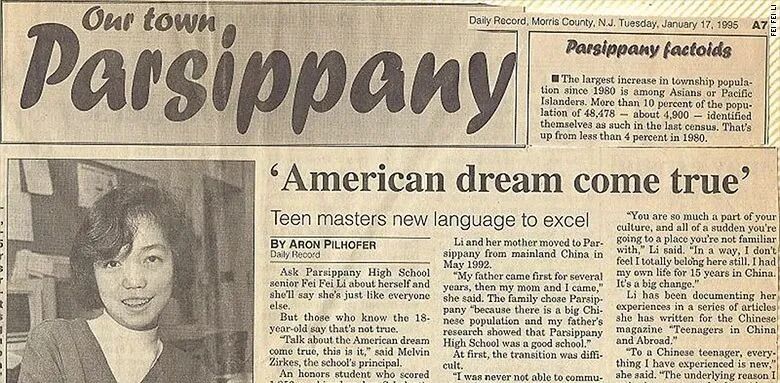 Our town
Parsippany
Daily Record, Morris County, N.J. Tuesday, January 17, 1995 A7
Parsippany factoids
■ The largest increase in township popula-
tion since 1980 is among Asians or Pacific
Islanders. More than 10 percent of the popu-
lation of 48,478 — about 4,900 — identified
themselves as such in the last census. That's
up from less than 4 percent in 1980.
'American dream come true'
Teen masters new language to excel
BY ARON PILHOFER
Daily Record
Ask Parsippany High School
senior Fei Fei Li about herself and
she'll say she's just like everyone
else.
But those who know the 18-
year-old say that's not true.
"Talk about the American dream
come true, this is it," said Melvin
Zirkes, the school's principal.
An honors student who scored
Li and her mother moved to Par-
sippany from mainland China in
May 1992.
"My father came first for several
years, then my mom and I came,"
she said. The family chose Parsip-
pany "because there is a big Chi-
nese population and my father's
research showed that Parsippany
High School was a good school."
At first, the transition was diffi-
cult.
"I was never able to commu-
"You are so much a part of your
culture, and all of a sudden you're
going to a place you're not familiar
with," Li said. "In a way, I don't
feel I totally belong here still. I had
my own life for 15 years in China.
It's a big change."
Li has been documenting her
experiences in a series of articles
she has written for the Chinese
magazine "Teenagers in China
and Abroad."
"To a Chinese teenager, every-
thing I have experienced is new,"
she said. "The underlying reason I
FEI FEI LI